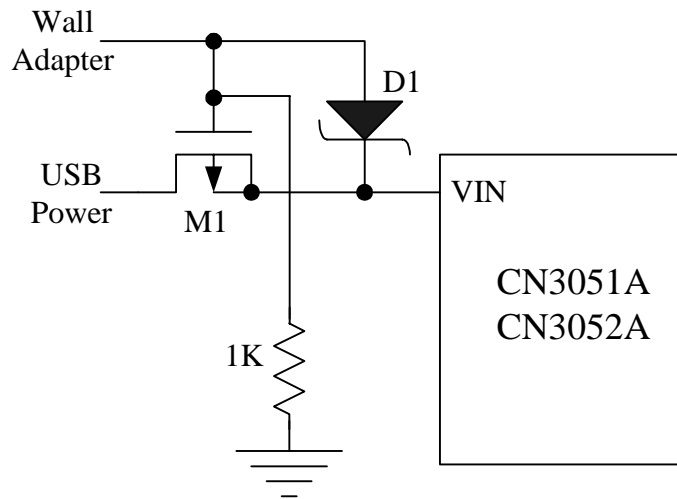 Wall
Adapter
D1
USB
Power
M1
VIN
CN3051A
CN3052A
1K